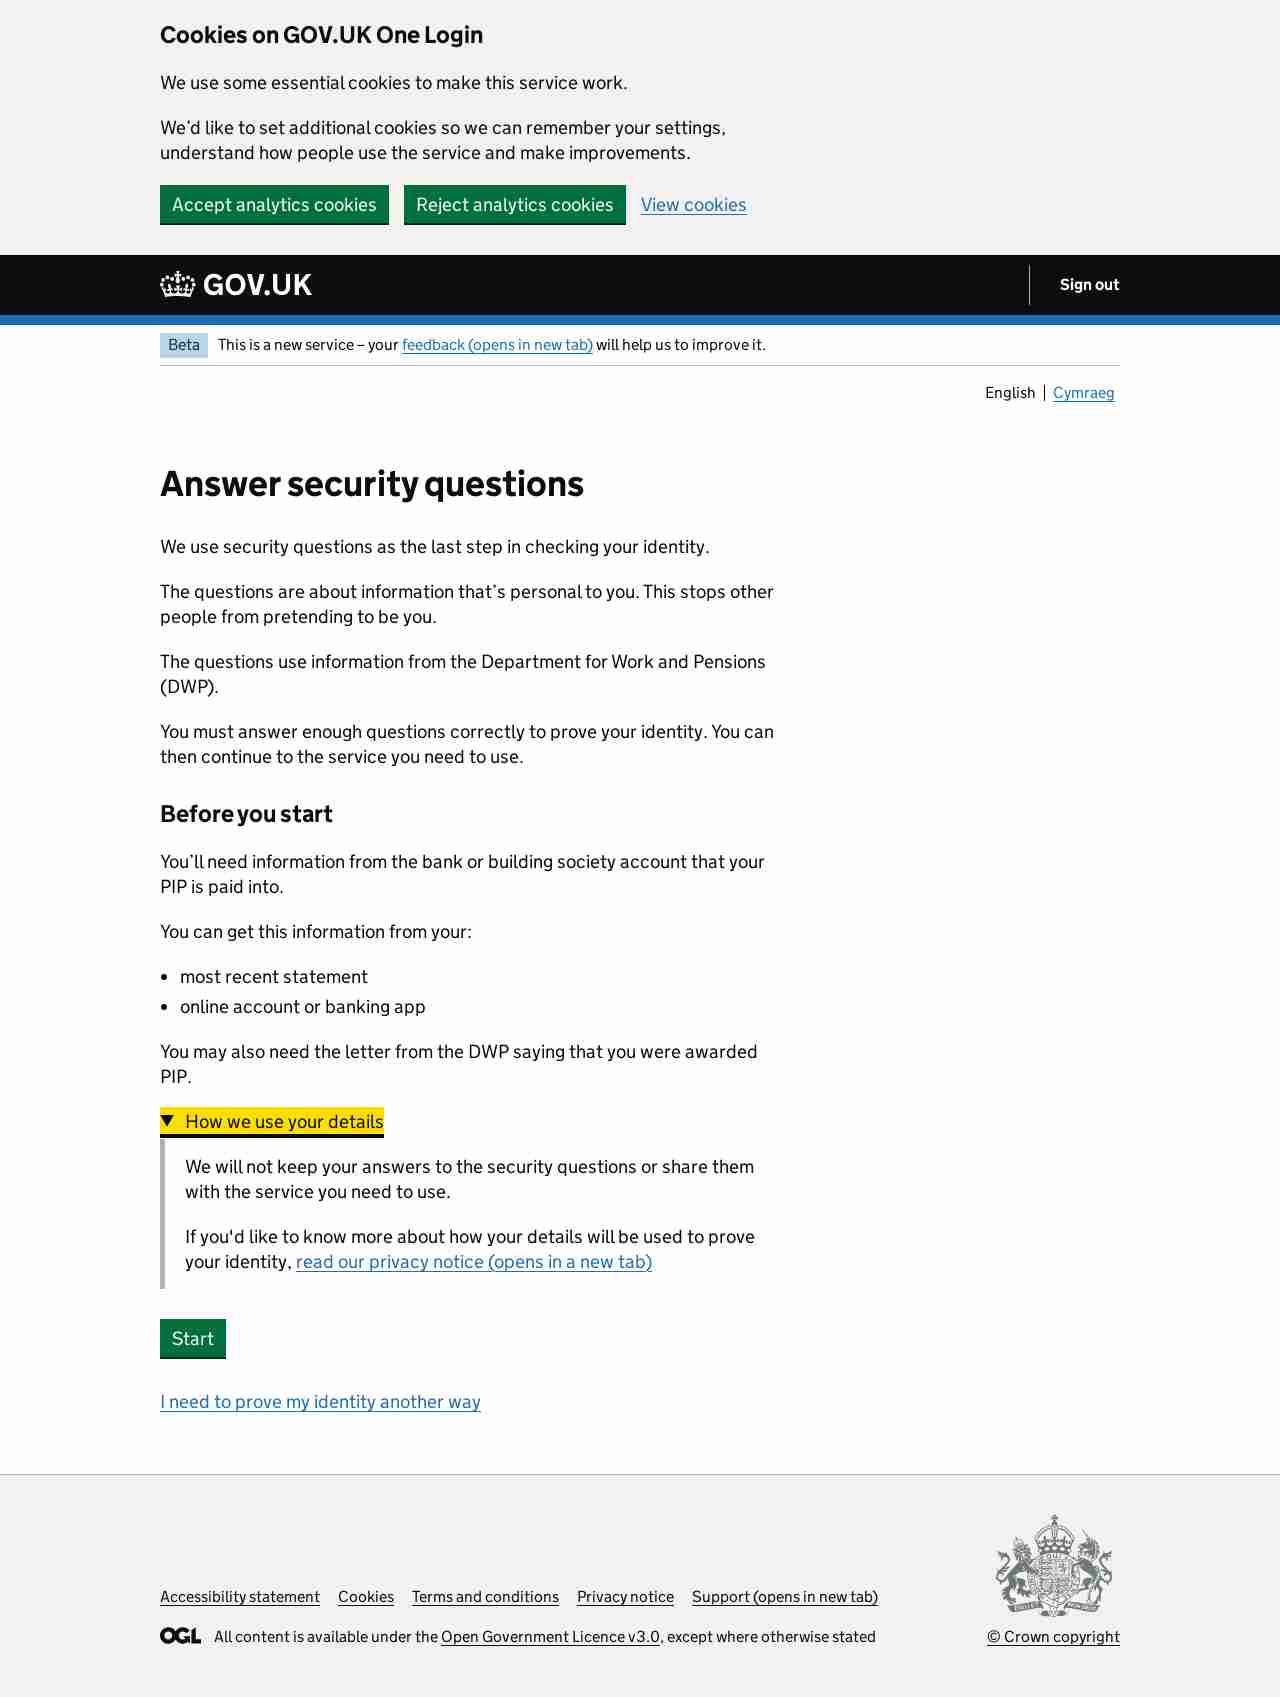 Cookies on GOV.UK One Login
We use some essential cookies to make this service work.
We’d like to set additional cookies so we can remember your settings,
understand how people use the service and make improvements.
Accept analytics cookies Reject analytics cookies View cookies
GOV.UK Sign out
Beta This is a new service – your feedback (opens in new tab) will help us to improve it.
English Cymraeg
Answer security questions
We use security questions as the last step in checking your identity.
The questions are about information that’s personal to you. This stops other
people from pretending to be you.
The questions use information from the Department for Work and Pensions
(DWP).
You must answer enough questions correctly to prove your identity. You can
then continue to the service you need to use.
Before you start
You’ll need information from the bank or building society account that your
PIP is paid into.
You can get this information from your:
• most recent statement
• online account or banking app
You may also need the letter from the DWP saying that you were awarded
PIP.
How we use your details
We will not keep your answers to the security questions or share them
with the service you need to use.
If you'd like to know more about how your details will be used to prove
your identity, read our privacy notice (opens in a new tab)
Start
I need to prove my identity another way
Accessibility statement Cookies Terms and conditions Privacy notice Support (opens in new tab)
OGL All content is available under the Open Government Licence v3.0, except where otherwise stated
© Crown copyright